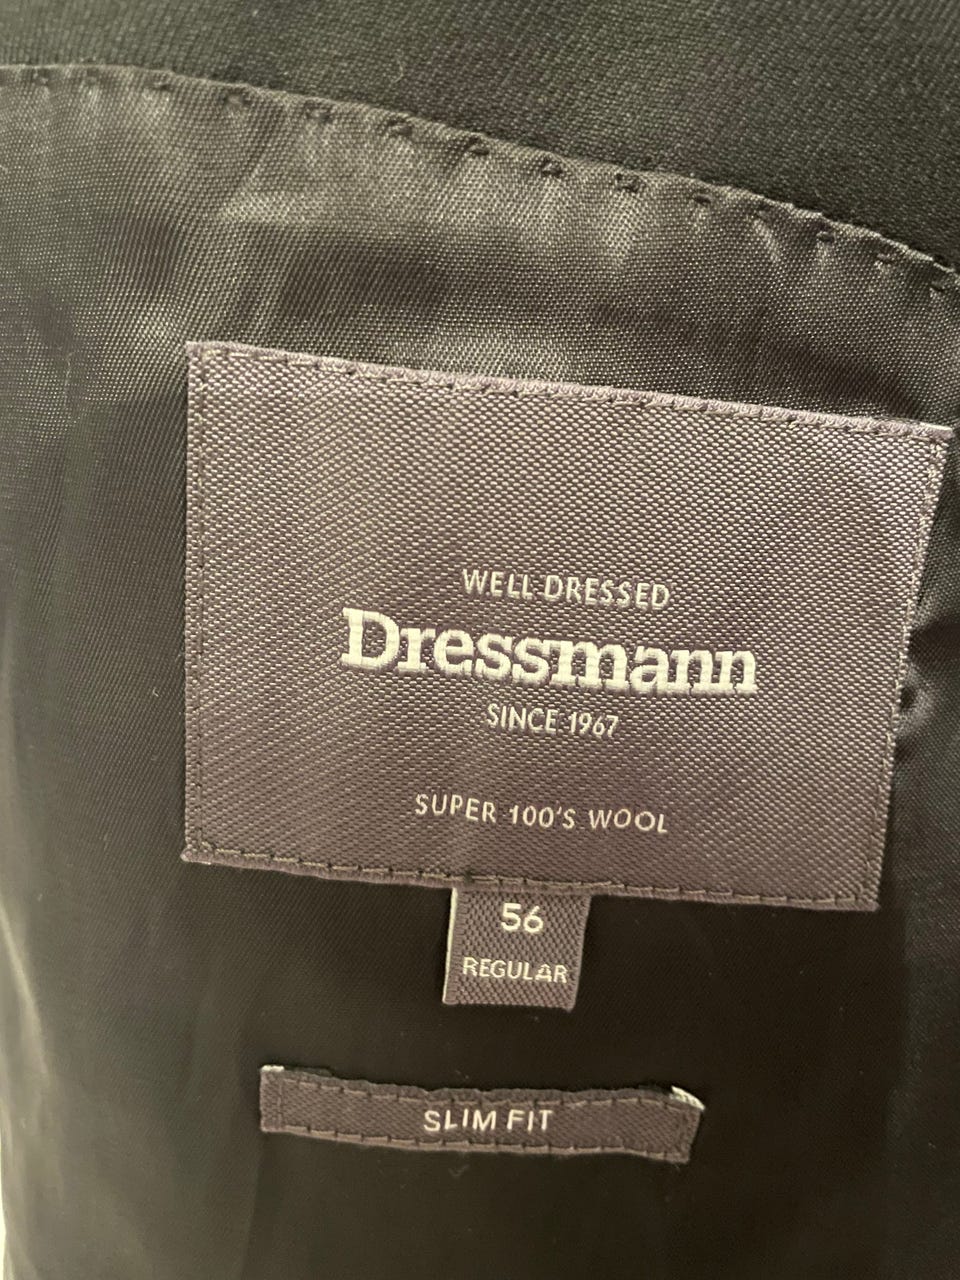 WELL DRESSED
Dressmann
SINCE 1967
SUPER 100'S WOOL
56
REGULAR
SLIM FIT